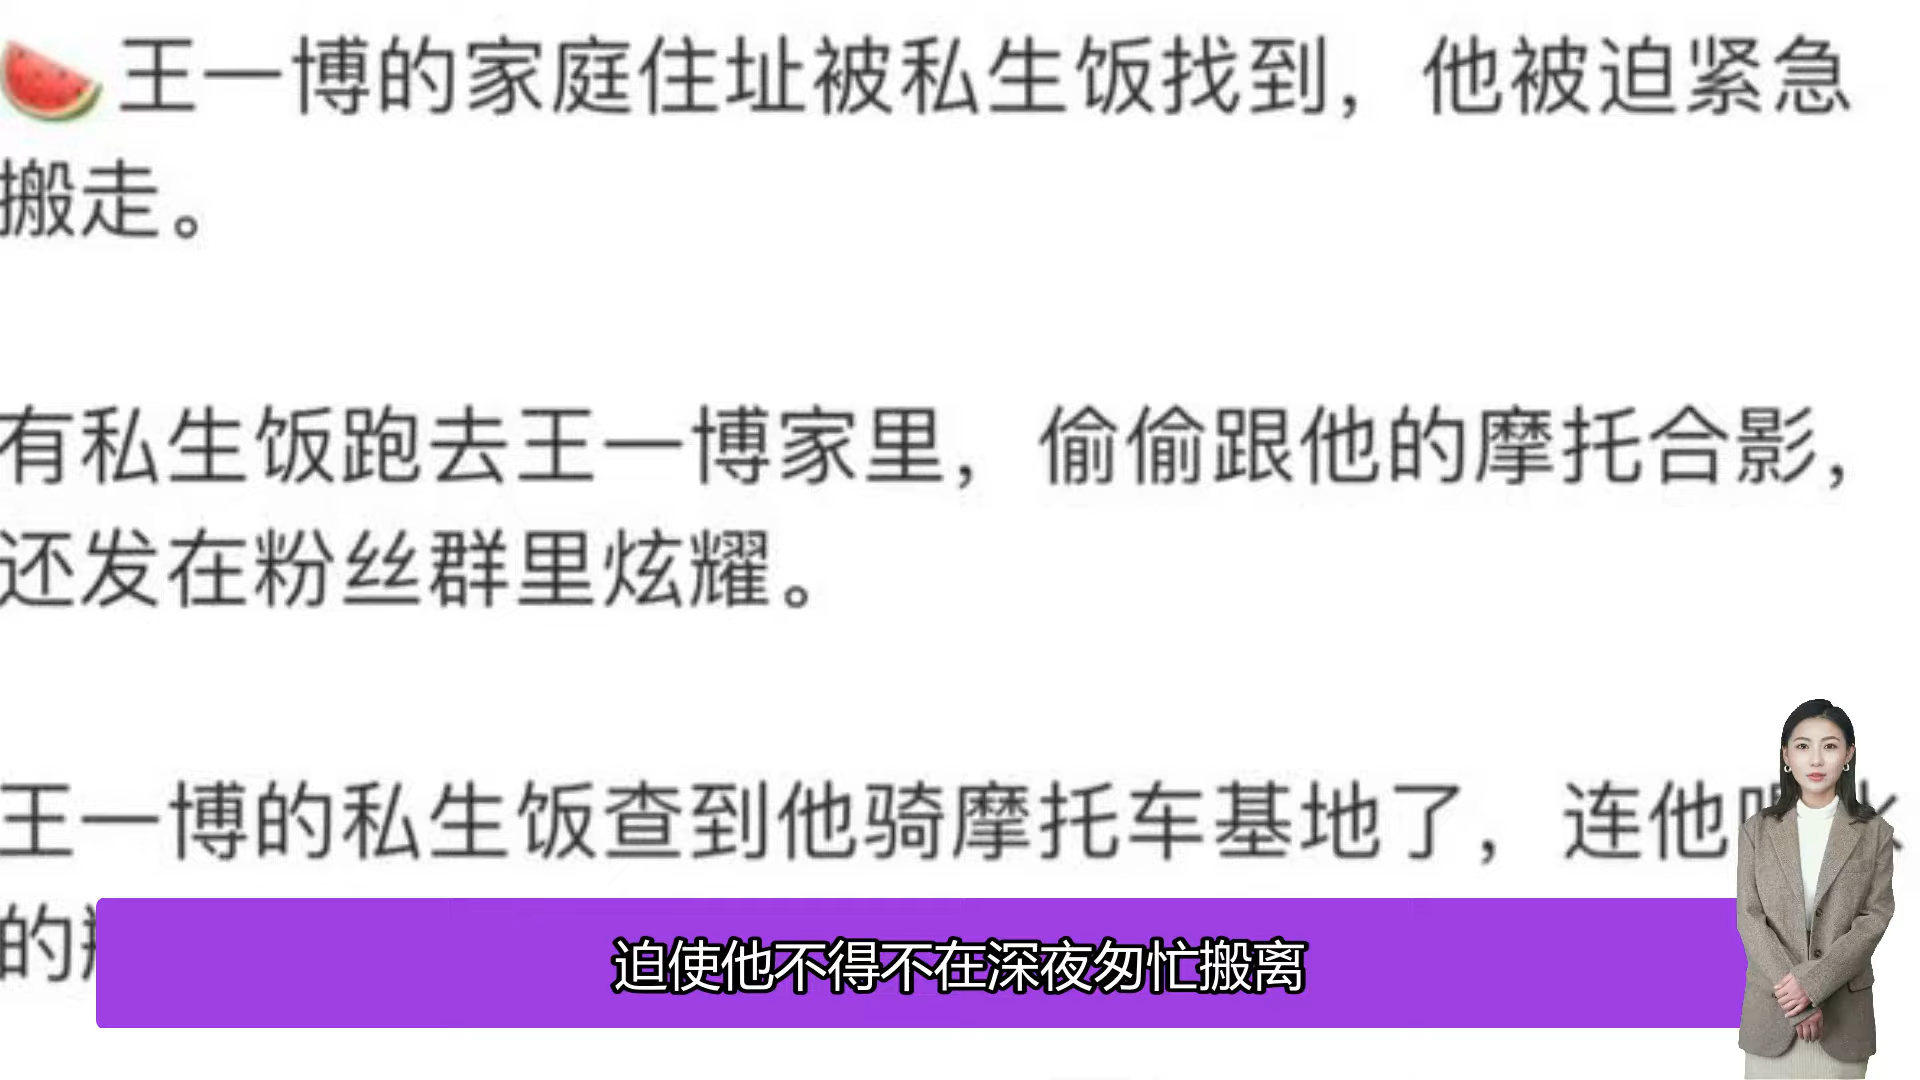 王一博的家庭住址被私生饭找到，他被迫紧急
搬走。
有私生饭跑去王一博家里，偷偷跟他的摩托合影，
还发在粉丝群里炫耀。
王一博的私生饭查到他骑摩托车基地了，连他
的
迫使他不得不在深夜匆忙搬离